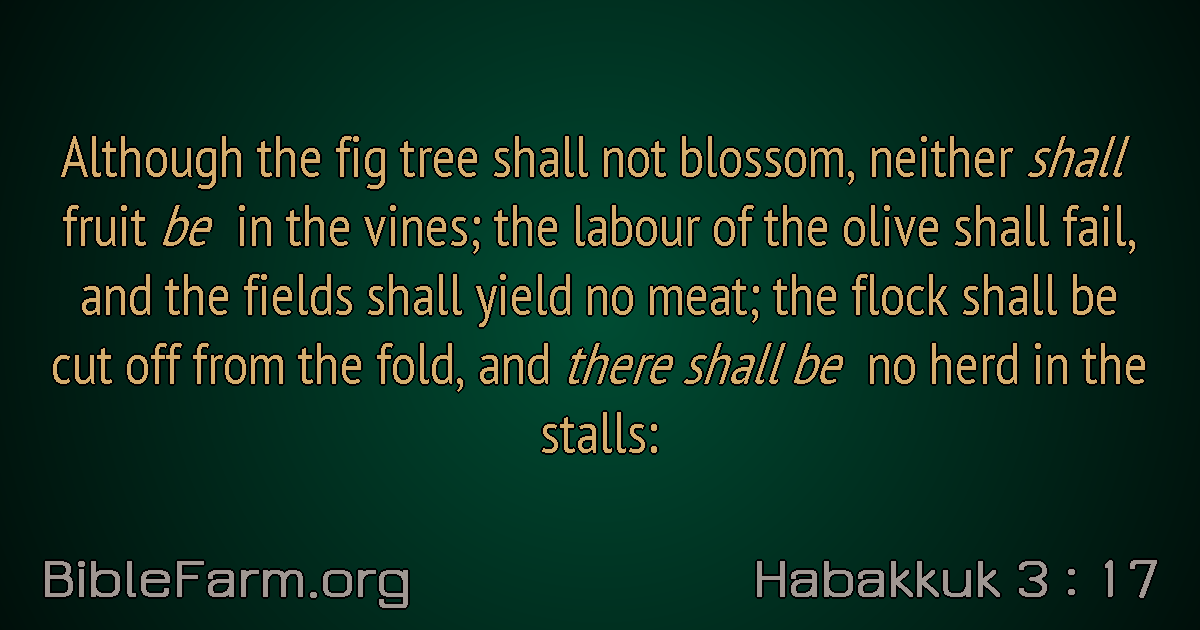 Although the fig tree shall not blossom, neither shall
fruit be in the vines; the labour of the olive shall fail,
and the fields shall yield no meat; the flock shall be
cut off from the fold, and there shall be no herd in the
stalls:
BibleFarm.org
Habakkuk 3 : 17